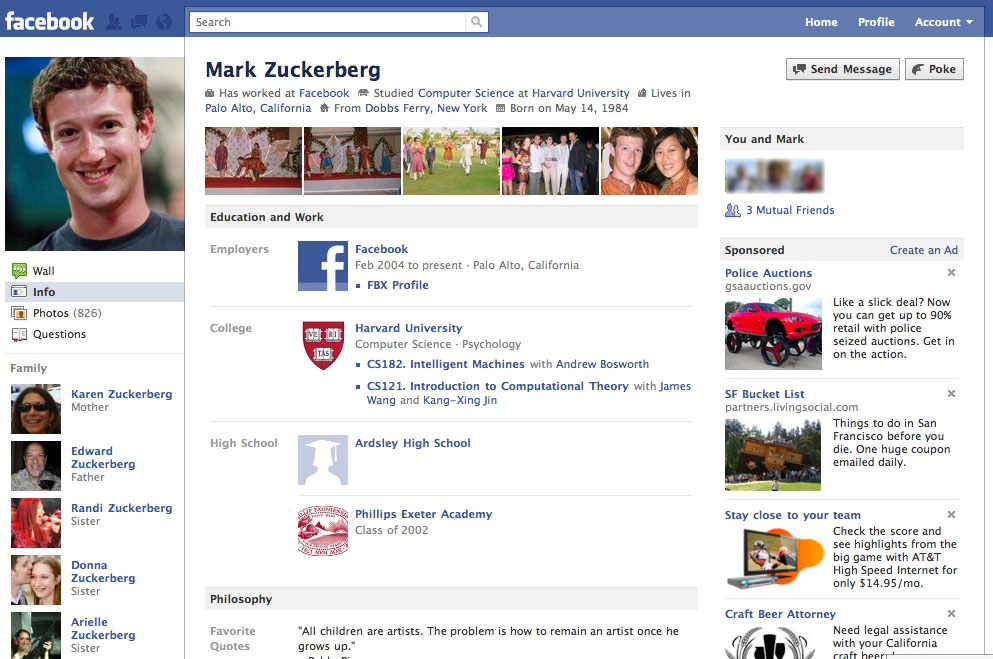 facebook
Search
Home Profile Account
Mark Zuckerberg
Send Message
Poke
Has worked at Facebook Studied Computer Science at Harvard University Lives in
Palo Alto, California From Dobbs Ferry, New York Born on May 14, 1984
Wall
Info
Photos (826)
Questions
Family
Karen Zuckerberg
Mother
Edward
Zuckerberg
Father
Randi Zuckerberg
Sister
Donna
Zuckerberg
Sister
Arielle
Zuckerberg
Sister
Education and Work
Employers
Facebook
Feb 2004 to present · Palo Alto, California
FBX Profile
College
VE RI
TAS
Harvard University
Computer Science · Psychology
CS182. Intelligent Machines with Andrew Bosworth
CS121. Introduction to Computational Theory with James
Wang and Kang-Xing Jin
High School
Ardsley High School
Phillips Exeter Academy
Class of 2002
Philosophy
Favorite
Quotes
"All children are artists. The problem is how to remain an artist once he
grows up."
You and Mark
3 Mutual Friends
Sponsored
Create an Ad
Police Auctions
gsaauctions.gov
Like a slick deal? Now
you can get up to 90%
retail with police
seized auctions. Get in
on the action.
SF Bucket List
partners.livingsocial.com
Things to do in San
Francisco before you
die. One huge coupon
emailed daily.
Stay close to your team
Check the score and
see highlights from the
big game with AT&T
High Speed Internet for
only $14.95/mo.
Craft Beer Attorney
Need legal assistance
with your California
craft beer